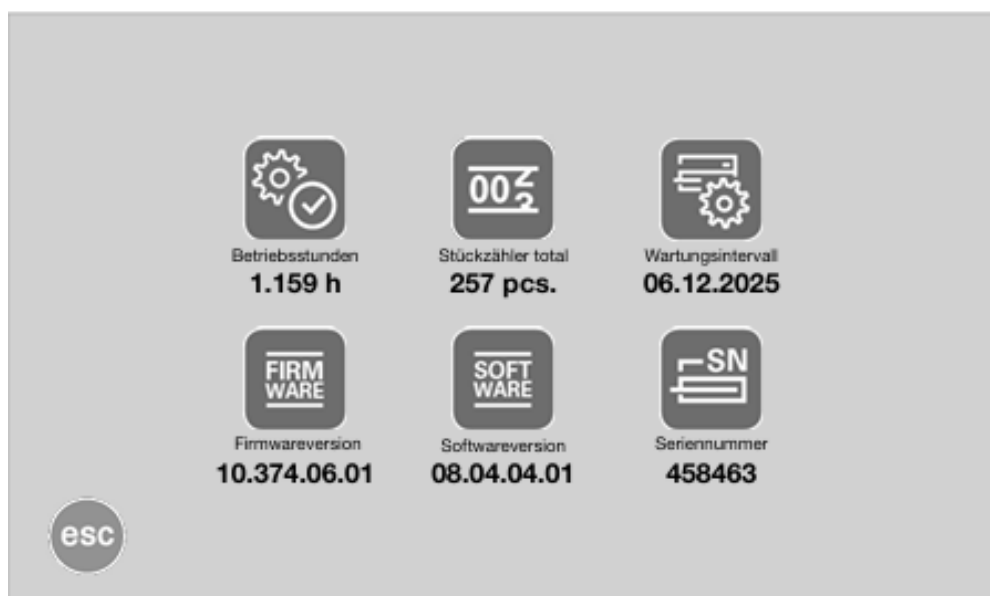 002
Betriebsstunden
Stückzähler total
Wartungsintervall
1.159 h
257 pcs.
06.12.2025
FIRM
WARE
SOFT
WARE
SN
Firmwareversion
Softwareversion
Seriennummer
10.374.06.01
08.04.04.01
458463
esc